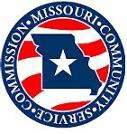 MISSOURI • COMMUNITY • SERVICE • COMMISSION •